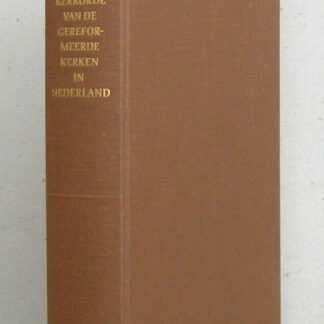 KERKORDE
VAN DE
GEREFOR-
MEERDE
KERKEN
IN
NEDERLAND